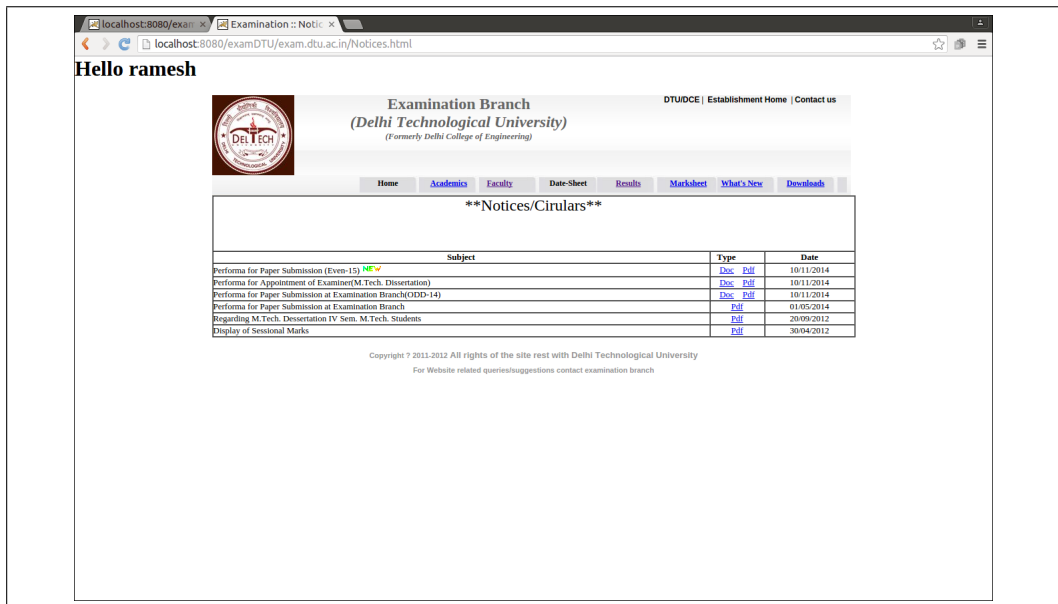 localhost:8080/exam × Examination :: Notic ×
localhost:8080/examDTU/exam.dtu.ac.in/Notices.html
Hello ramesh
DTU/DCE | Establishment Home | Contact us
Examination Branch
(Delhi Technological University)
(Formerly Delhi College of Engineering)
DELTECH
Home Academics Faculty Date-Sheet Results Marksheet What's New Downloads
**Notices/Cirulars**
Subject Type Date
Performa for Paper Submission (Even-15) NEW Doc Pdf 10/11/2014
Performa for Appointment of Examiner(M.Tech. Dissertation) Doc Pdf 10/11/2014
Performa for Paper Submission at Examination Branch(ODD-14) Doc Pdf 10/11/2014
Performa for Paper Submission at Examination Branch Pdf 01/05/2014
Regarding M.Tech. Dessertation IV Sem. M.Tech. Students Pdf 20/09/2012
Display of Sessional Marks Pdf 30/04/2012
Copyright ? 2011-2012 All rights of the site rest with Delhi Technological University
For Website related queries/suggestions contact examination branch